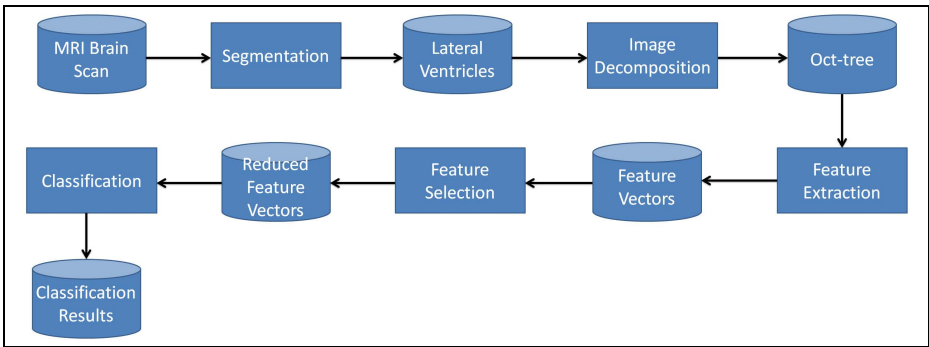 MRI Brain
Scan
Segmentation
Lateral
Ventricles
Image
Decomposition
Oct-tree
Classification
Reduced
Feature
Vectors
Feature
Selection
Feature
Vectors
Feature
Extraction
Classification
Results